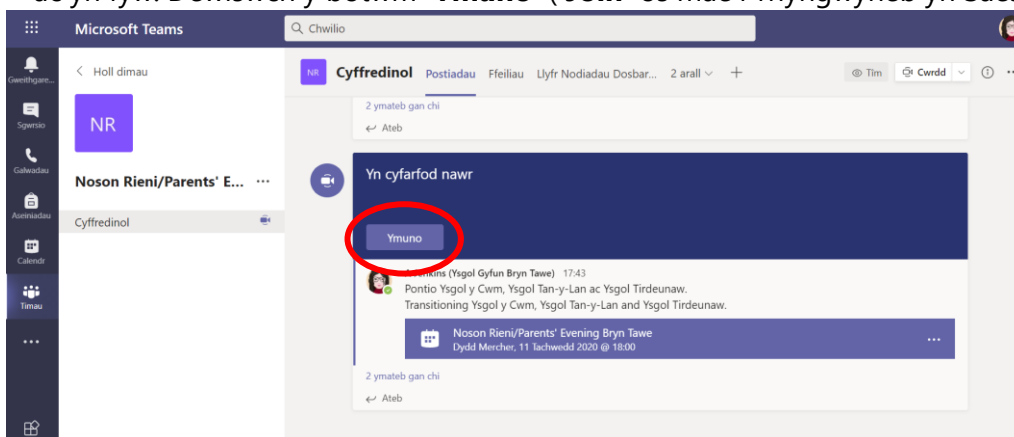 Microsoft Teams
Chwilio
Gweithgare...
Sgwrsio
Galwadau
Aseiniadau
Calendr
Timau
Holl dimau
NR
Noson Rieni/Parents' E...
Cyffredinol
NR Cyffredinol Postiadau Ffeiliau Llyfr Nodiadau Dosbar... 2 arall
Tîm Cwrdd
2 ymateb gan chi
Ateb
Yn cyfarfod nawr
Ymuno
(Ysgol Gyfun Bryn Tawe) 17:43
Pontio Ysgol y Cwm, Ysgol Tan-y-Lan ac Ysgol Tirdeunaw.
Transitioning Ysgol y Cwm, Ysgol Tan-y-Lan and Ysgol Tirdeunaw.
Noson Rieni/Parents' Evening Bryn Tawe
Dydd Mercher, 11 Tachwedd 2020 @ 18:00
2 ymateb gan chi
Ateb